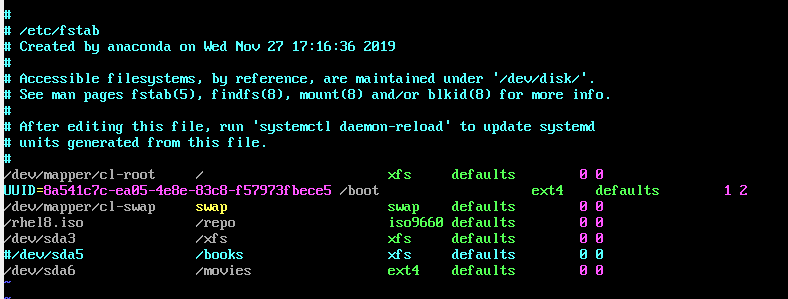 #
# /etc/fstab
# Created by anaconda on Wed Nov 27 17:16:36 2019
#
# Accessible filesystems, by reference, are maintained under '/dev/disk/'.
# See man pages fstab(5), findfs(8), mount(8) and/or blkid(8) for more info.
#
# After editing this file, run 'systemctl daemon-reload' to update systemd
# units generated from this file.
#
/dev/mapper/cl-root     /                       xfs     defaults        0 0
UUID=8a541c7c-ea05-4e8e-83c8-f57973fbece5 /boot                   ext4    defaults        1 2
/dev/mapper/cl-swap     swap                    swap    defaults        0 0
/rhel8.iso              /repo                   iso9660 defaults        0 0
/dev/sda3               /xfs                    xfs     defaults        0 0
#/dev/sda5              /books                  xfs     defaults        0 0
/dev/sda6               /movies                 ext4    defaults        0 0
~
~